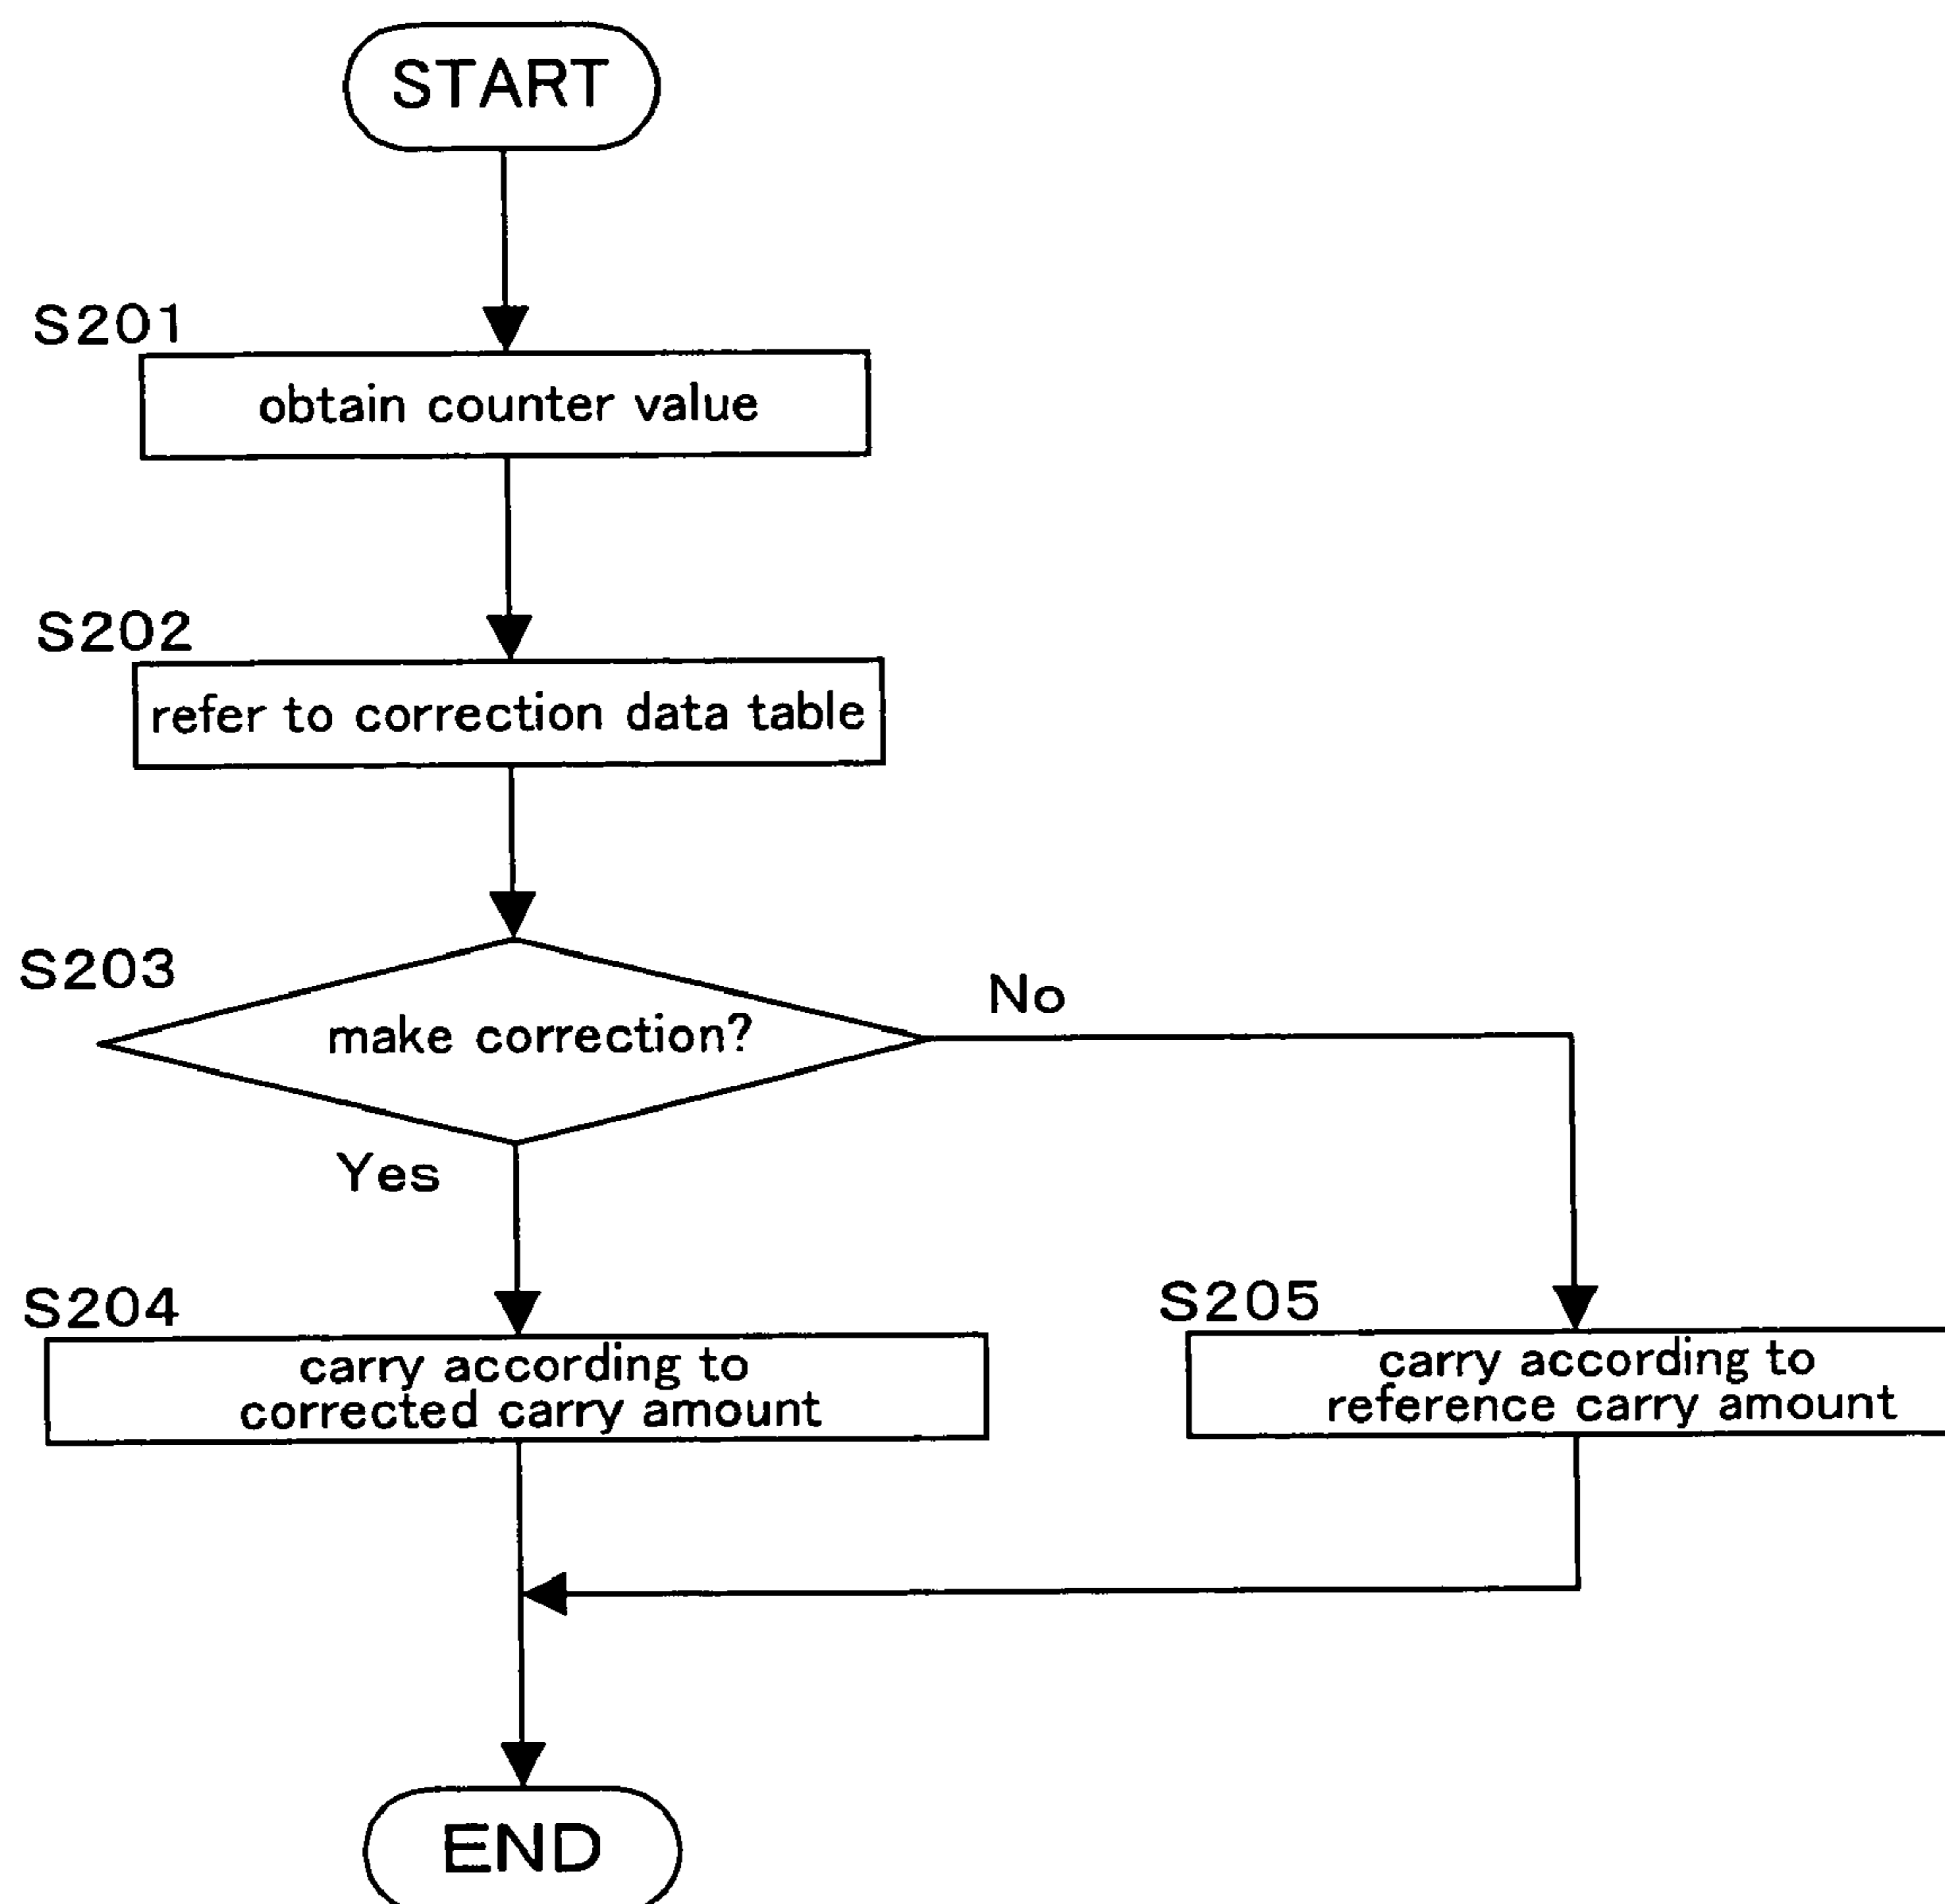 START
S201
obtain counter value
S202
refer to correction data table
S203
make correction?
No
Yes
S204
carry according to
corrected carry amount
S205
carry according to
reference carry amount
END